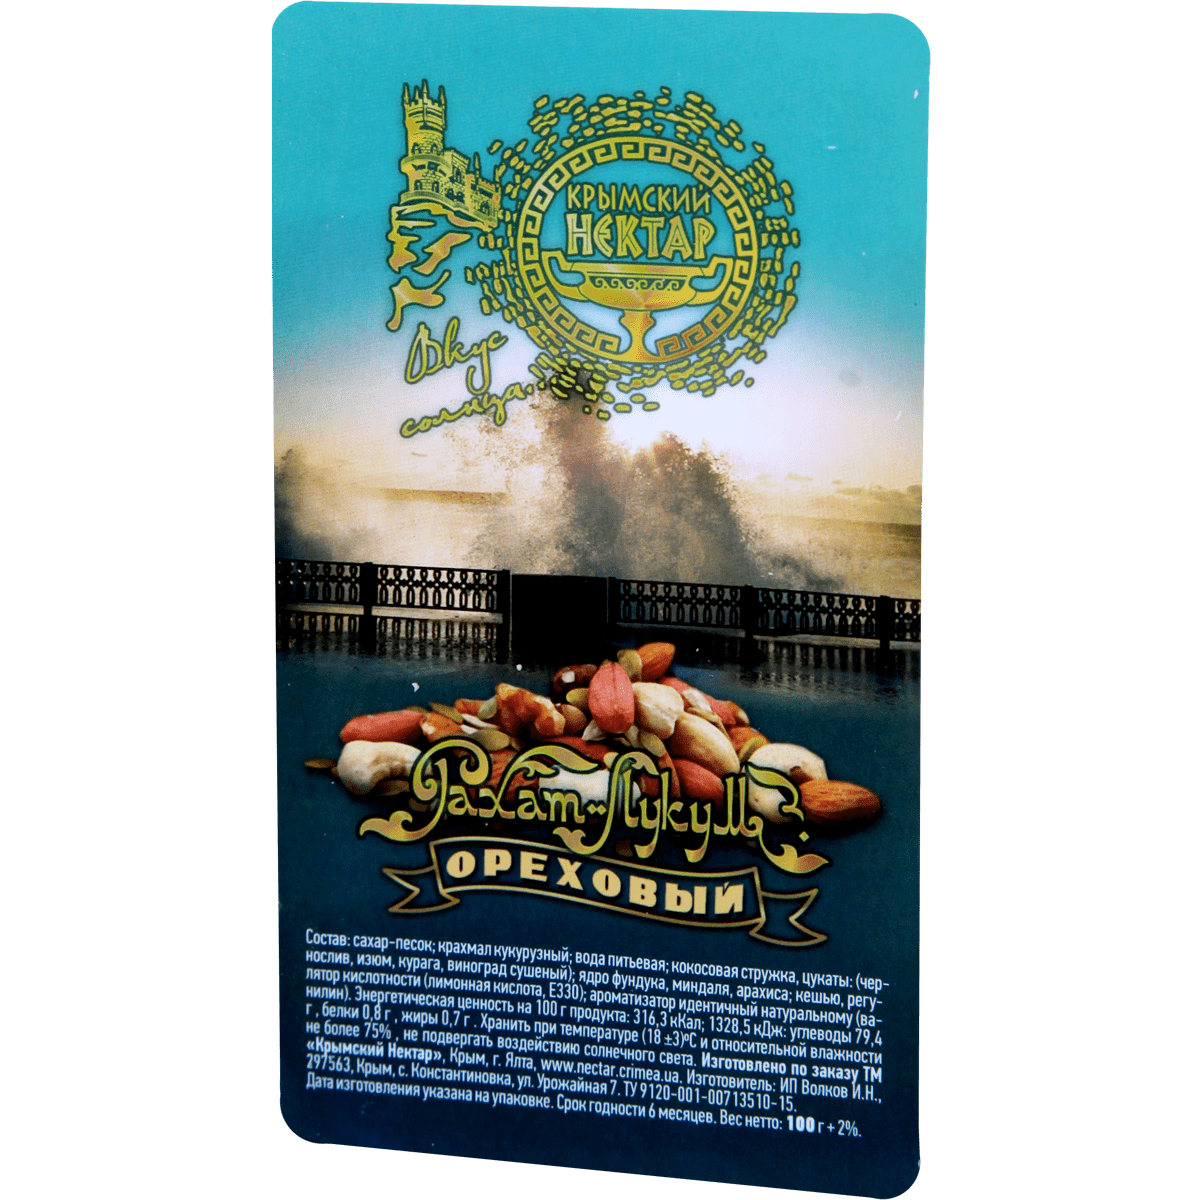 КРЫМСКИЙ
НЕКТАР
Вкус
солнца...
Рахат-Лукум
ОРЕХОВЫЙ
Состав: сахар-песок; крахмал кукурузный; вода питьевая; кокосовая стружка, цукаты: (чер-
нослив, изюм, курага, виноград сушеный); ядро фундука, миндаля, арахиса; кешью, регу-
лятор кислотности (лимонная кислота, Е330); ароматизатор идентичный натуральному (ва-
нилин). Энергетическая ценность на 100 г продукта: 316,3 кКал; 1328,5 кДж: углеводы 79,4
г , белки 0,8 г , жиры 0,7 г . Хранить при температуре (18 ±3)ºС и относительной влажности
не более 75% , не подвергать воздействию солнечного света. Изготовлено по заказу ТМ
«Крымский Нектар», Крым, г. Ялта, www.nectar.crimea.ua. Изготовитель: ИП Волков И.Н.,
297563, Крым, с. Константиновка, ул. Урожайная 7. ТУ 9120-001-00713510-15.
Дата изготовления указана на упаковке. Срок годности 6 месяцев. Вес нетто: 100 г + 2%.